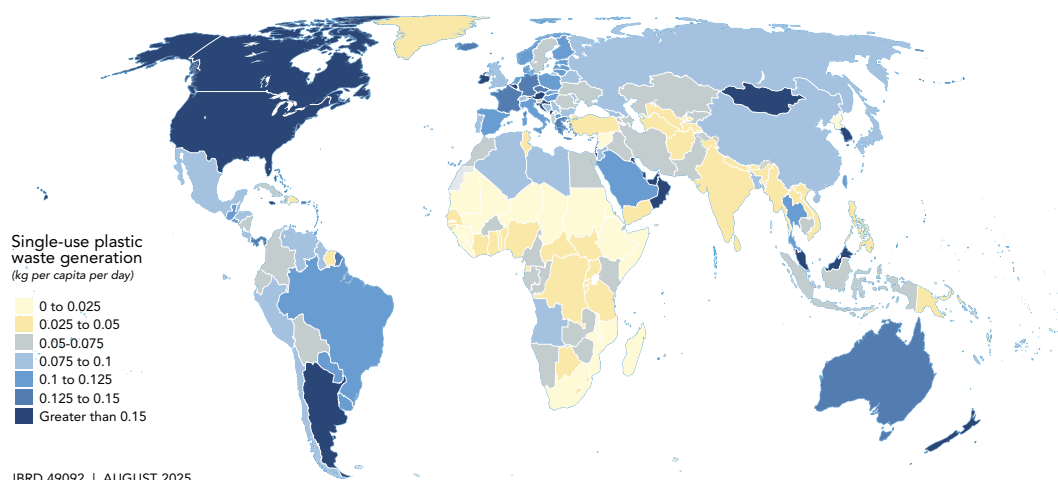 Single-use plastic
waste generation
(kg per capita per day)
0 to 0.025
0.025 to 0.05
0.05-0.075
0.075 to 0.1
0.1 to 0.125
0.125 to 0.15
Greater than 0.15
IBRD 49092 | AUGUST 2025